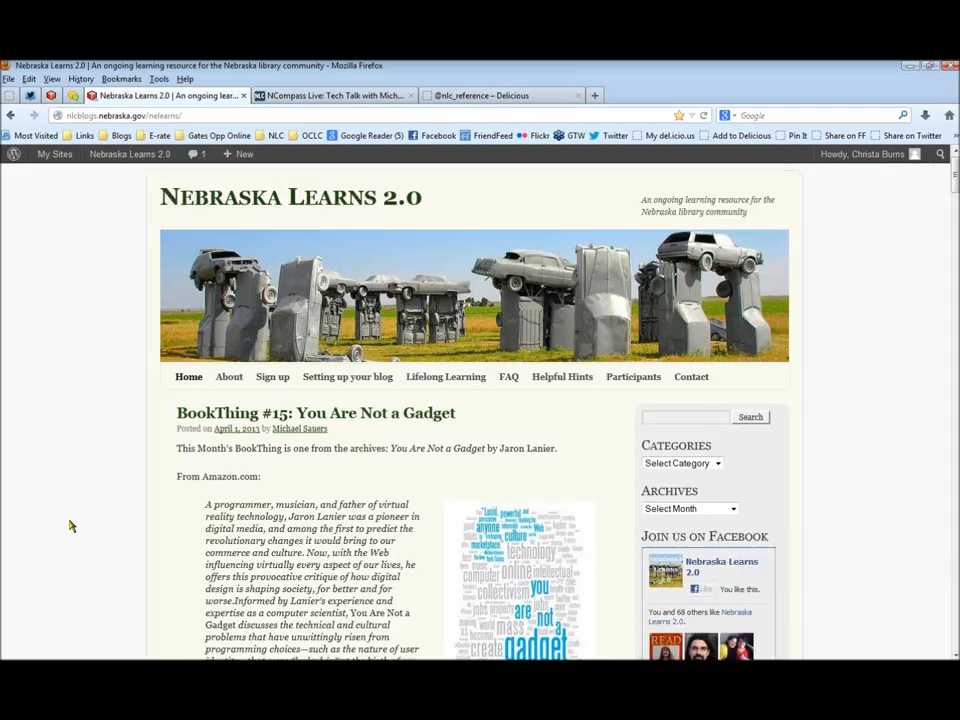 Nebraska Learns 2.0 | An ongoing learning resource for the Nebraska library community - Mozilla Firefox
File Edit View History Bookmarks Tools Help
Nebraska Learns 2.0 | An ongoing lear... × NCompass Live: Tech Talk with Mich... × @nlc_reference – Delicious × +
nlcblogs.nebraska.gov/nelearns/ Google
Most Visited Links Blogs E-rate Gates Opp Online NLC OCLC Google Reader (5) Facebook FriendFeed Flickr GTW Twitter My del.icio.us Add to Delicious Pin It Share on FF Share on Twitter »
My Sites Nebraska Learns 2.0 1 + New Howdy, Christa Burns
Nebraska Learns 2.0
An ongoing learning resource for the
Nebraska library community
Home About Sign up Setting up your blog Lifelong Learning FAQ Helpful Hints Participants Contact
BookThing #15: You Are Not a Gadget
Posted on April 1, 2013 by Michael Sauers
This Month's BookThing is one from the archives: You Are Not a Gadget by Jaron Lanier.
From Amazon.com:
A programmer, musician, and father of virtual
reality technology, Jaron Lanier was a pioneer in
digital media, and among the first to predict the
revolutionary changes it would bring to our
commerce and culture. Now, with the Web
influencing virtually every aspect of our lives, he
offers this provocative critique of how digital
design is shaping society, for better and for
worse.Informed by Lanier's experience and
expertise as a computer scientist, You Are Not a
Gadget discusses the technical and cultural
problems that have unwittingly risen from
programming choices—such as the nature of user
Lucid powerful
anyone
culture
marketplace
technology
computer online intellectual
collectivism you
are
not
mass a
create gadget
Search
Categories
Select Category
Archives
Select Month
Join us on Facebook
Nebraska Learns
2.0
Like You like this.
You and 68 others like Nebraska
Learns 2.0.
READ